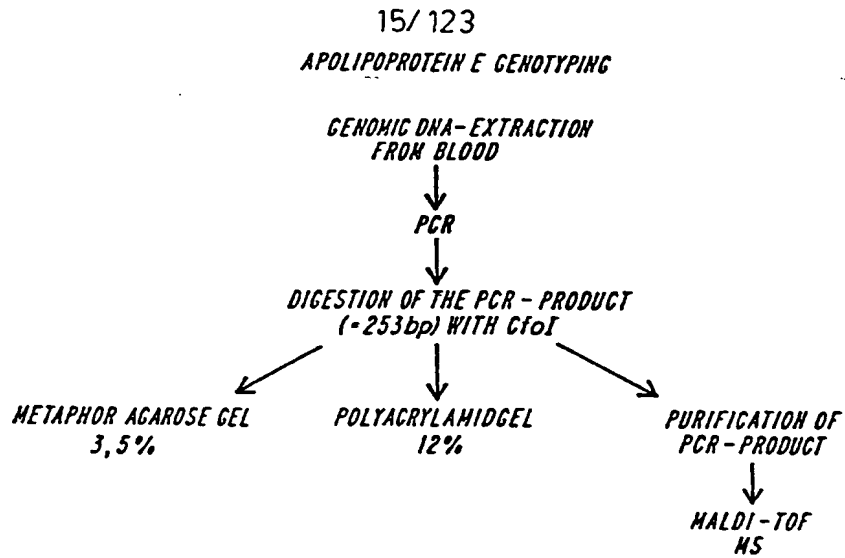 15/123
APOLIPOPROTEIN E GENOTYPING
GENOMIC DNA-EXTRACTION
FROM BLOOD
PCR
DIGESTION OF THE PCR-PRODUCT
(=253bp) WITH CfoI
METAPHOR AGAROSE GEL
3,5%
POLYACRYLAMIDGEL
12%
PURIFICATION OF
PCR-PRODUCT
MALDI-TOF
MS